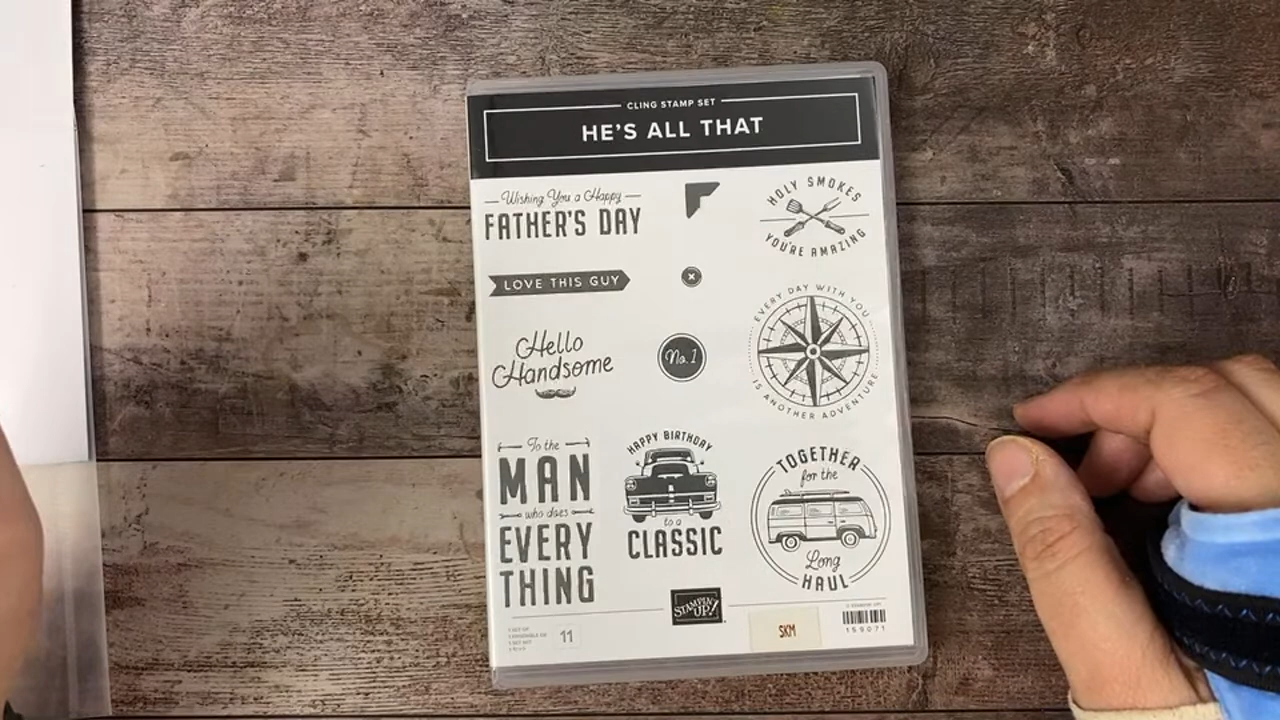 CLING STAMP SET
HE'S ALL THAT
Wishing You a Happy
FATHER'S DAY
HOLY SMOKES
YOU'RE AMAZING
LOVE THIS GUY
Hello
Handsome
No. 1
EVERY DAY WITH YOU
IS ANOTHER ADVENTURE
To the
MAN
who does
EVERY
THING
HAPPY BIRTHDAY
to a
CLASSIC
TOGETHER
for the
Long
HAUL
STAMPIN' UP!
11
SKM
159071